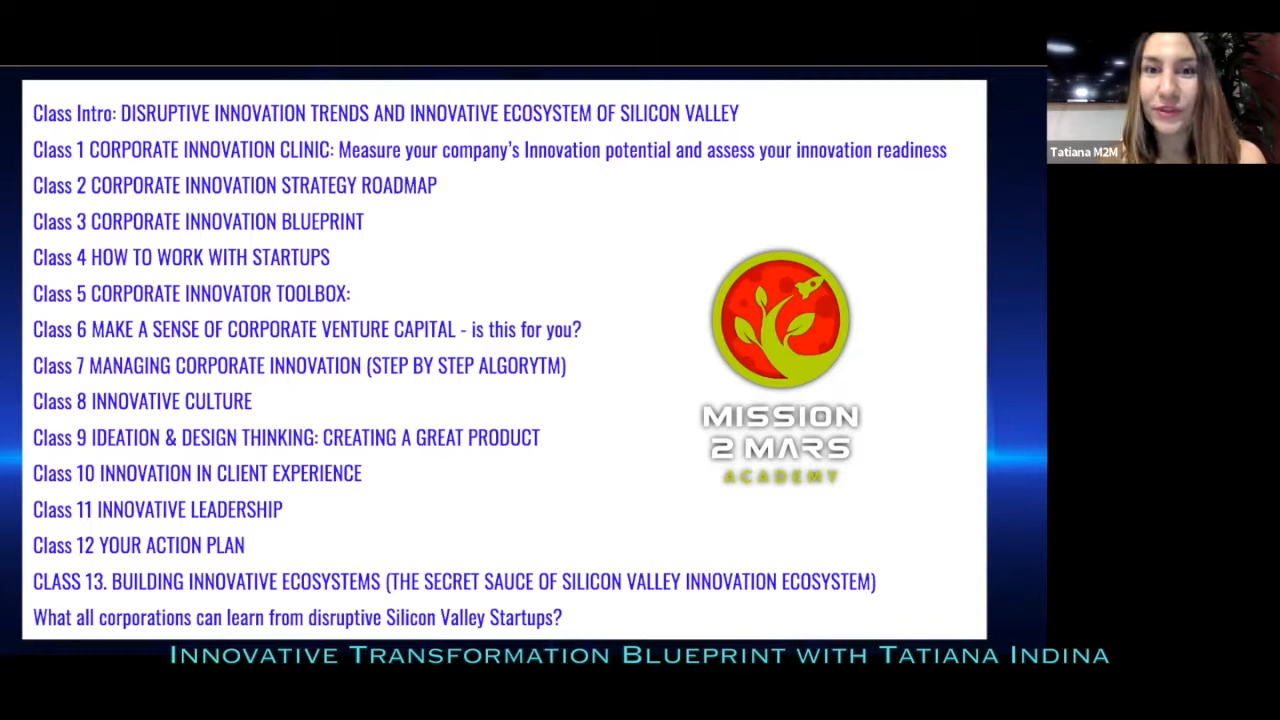 Class Intro: DISRUPTIVE INNOVATION TRENDS AND INNOVATIVE ECOSYSTEM OF SILICON VALLEY
Class 1 CORPORATE INNOVATION CLINIC: Measure your company's Innovation potential and assess your innovation readiness
Class 2 CORPORATE INNOVATION STRATEGY ROADMAP
Class 3 CORPORATE INNOVATION BLUEPRINT
Class 4 HOW TO WORK WITH STARTUPS
Class 5 CORPORATE INNOVATOR TOOLBOX:
Class 6 MAKE A SENSE OF CORPORATE VENTURE CAPITAL - is this for you?
Class 7 MANAGING CORPORATE INNOVATION (STEP BY STEP ALGORYTM)
Class 8 INNOVATIVE CULTURE
Class 9 IDEATION & DESIGN THINKING: CREATING A GREAT PRODUCT
Class 10 INNOVATION IN CLIENT EXPERIENCE
Class 11 INNOVATIVE LEADERSHIP
Class 12 YOUR ACTION PLAN
CLASS 13. BUILDING INNOVATIVE ECOSYSTEMS (THE SECRET SAUCE OF SILICON VALLEY INNOVATION ECOSYSTEM)
What all corporations can learn from disruptive Silicon Valley Startups?
MISSION
2 MARS
ACADEMY
Tatiana M2M
INNOVATIVE TRANSFORMATION BLUEPRINT WITH TATIANA INDINA